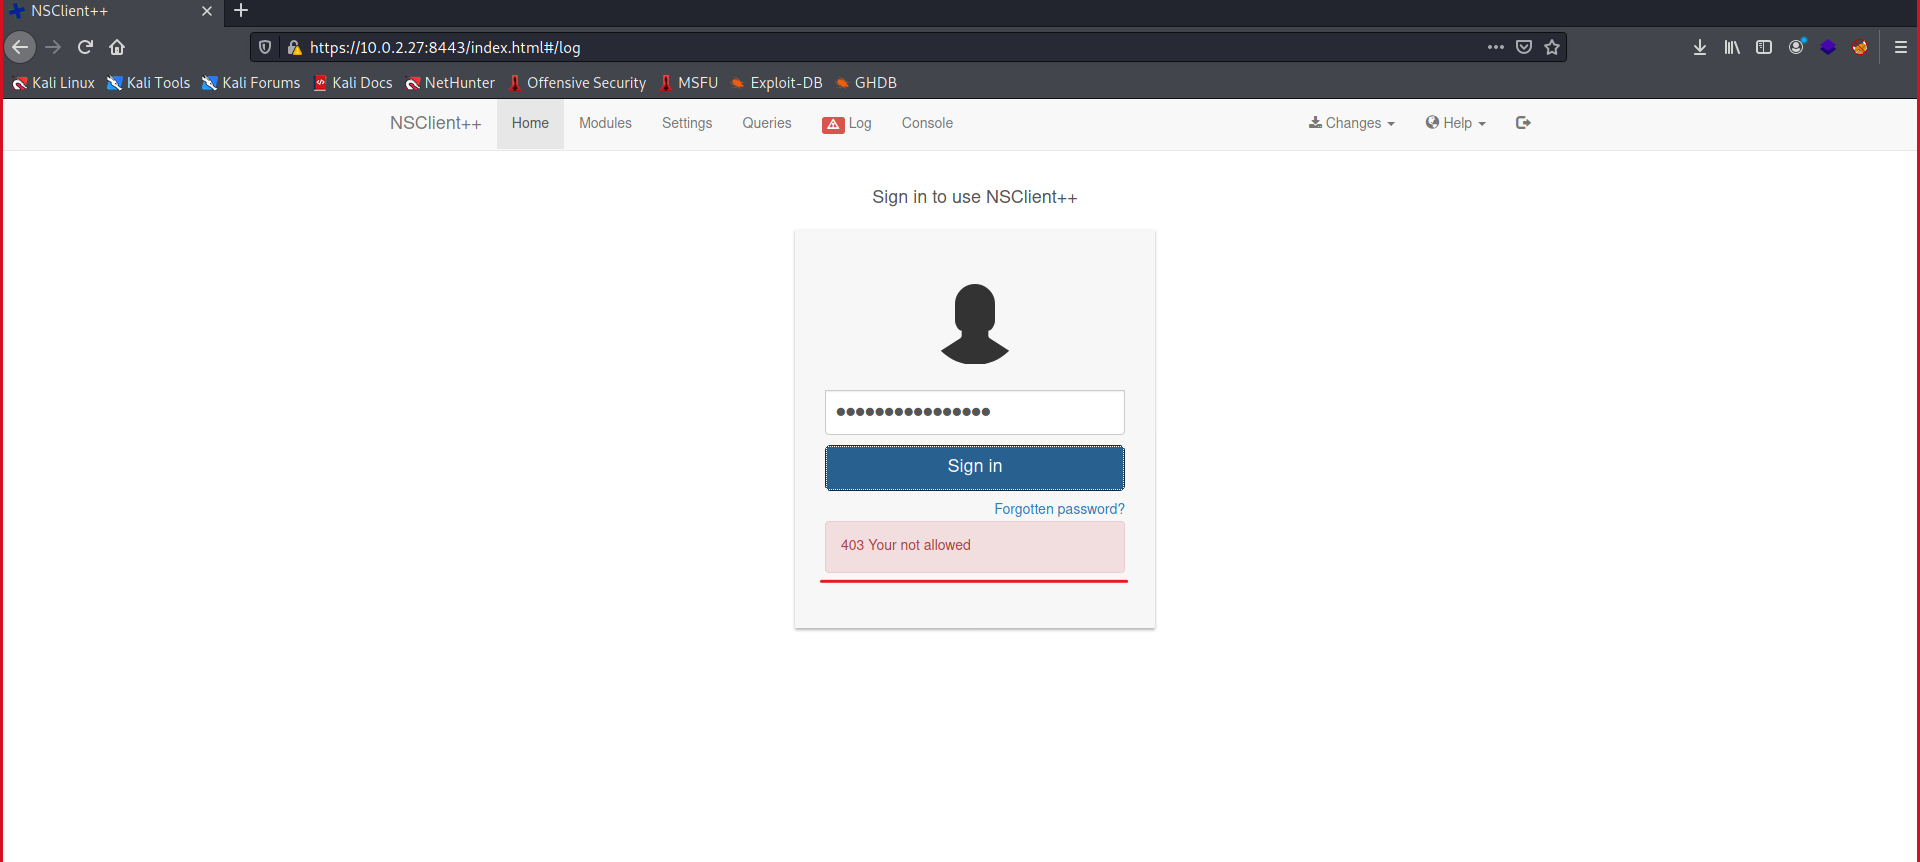 NSClient++
https://10.0.2.27:8443/index.html#/log
Kali Linux Kali Tools Kali Forums Kali Docs NetHunter Offensive Security MSFU Exploit-DB GHDB
NSClient++ Home Modules Settings Queries Log Console Changes Help
Sign in to use NSClient++
Sign in
Forgotten password?
403 Your not allowed